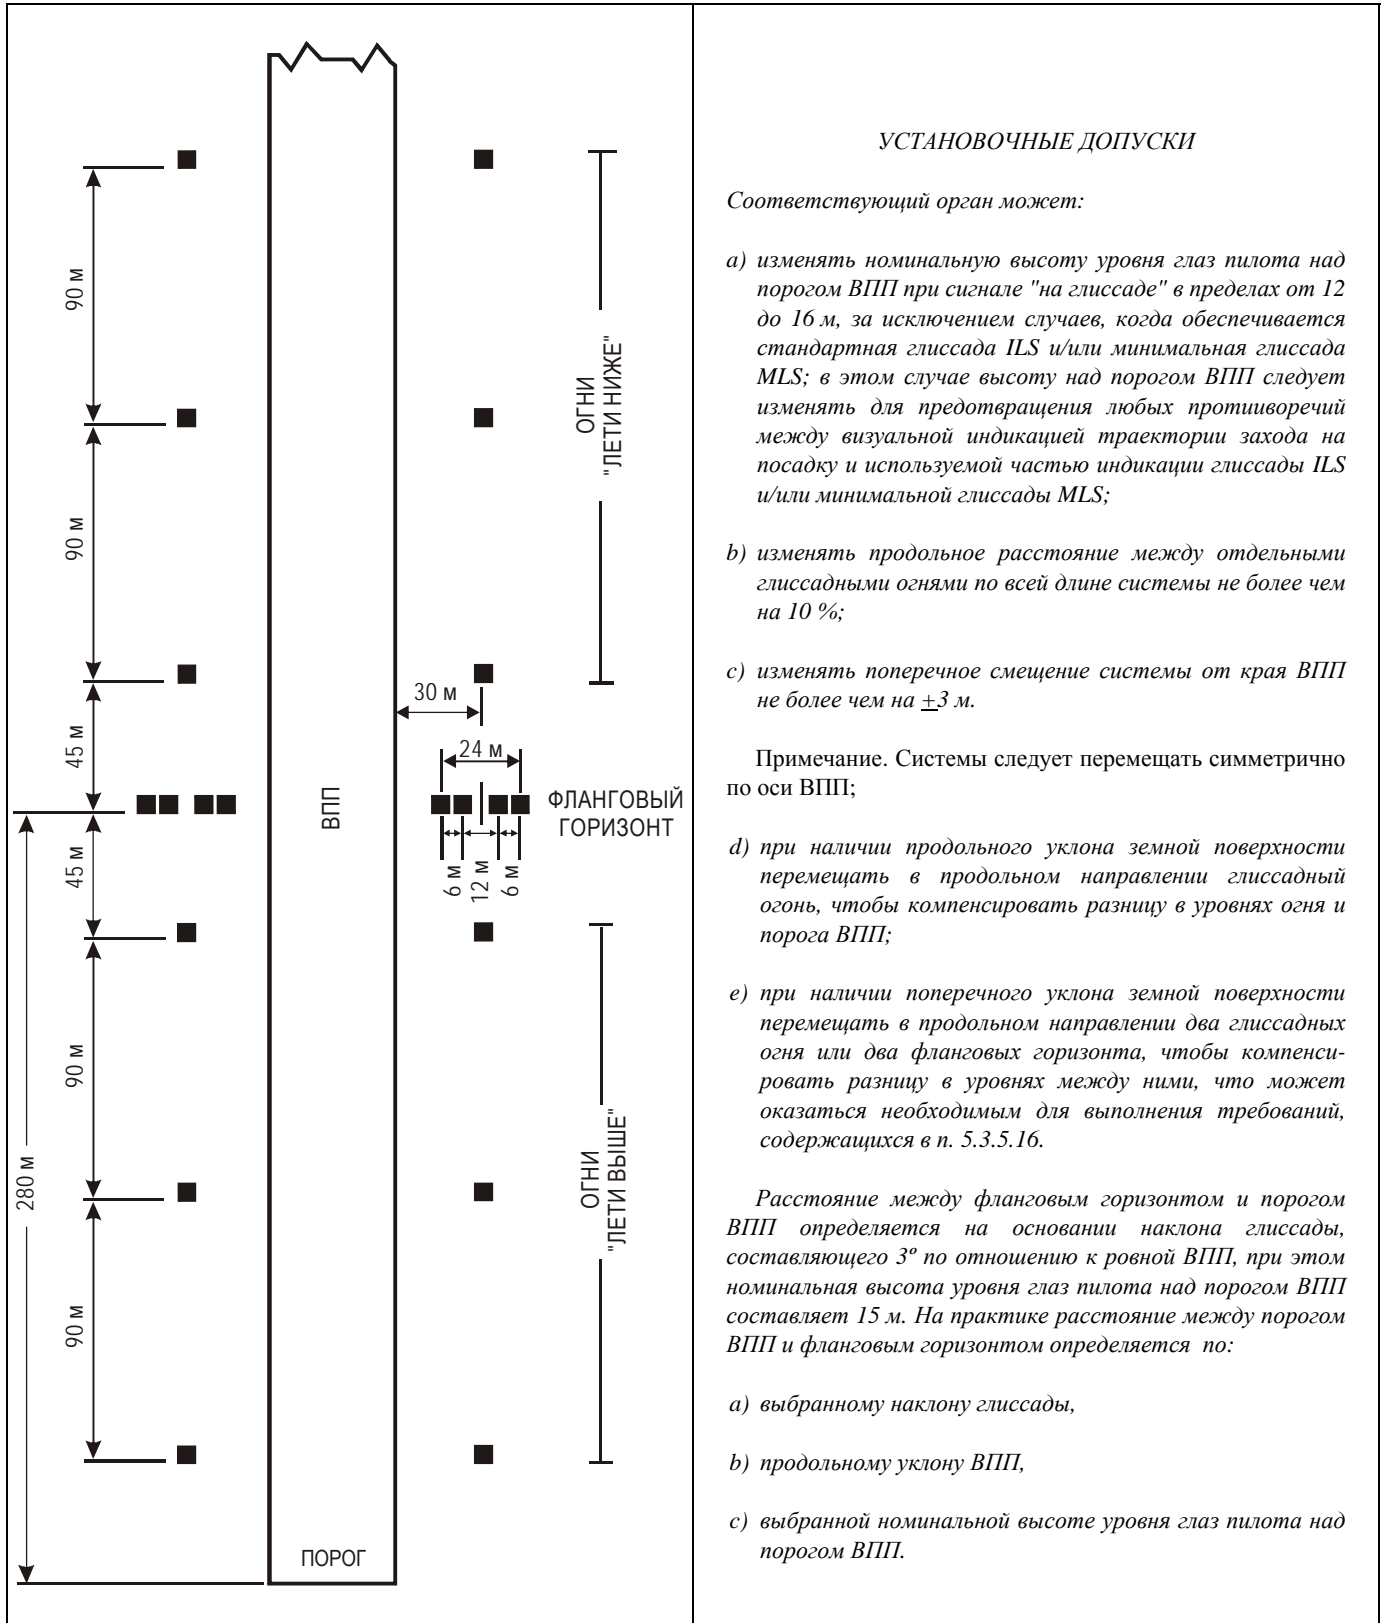 90 м
90 м
45 м
45 м
90 м
90 м
280 м
ВПП
ПОРОГ
30 м
24 м
6 м
12 м
6 м
ФЛАНГОВЫЙ
ГОРИЗОНТ
ОГНИ
"ЛЕТИ НИЖЕ"
ОГНИ
"ЛЕТИ ВЫШЕ"
УСТАНОВОЧНЫЕ ДОПУСКИ
Соответствующий орган может:
a) изменять номинальную высоту уровня глаз пилота над
порогом ВПП при сигнале "на глиссаде" в пределах от 12
до 16 м, за исключением случаев, когда обеспечивается
стандартная глиссада ILS и/или минимальная глиссада
MLS; в этом случае высоту над порогом ВПП следует
изменять для предотвращения любых протииворечий
между визуальной индикацией траектории захода на
посадку и используемой частью индикации глиссады ILS
и/или минимальной глиссады MLS;
b) изменять продольное расстояние между отдельными
глиссадными огнями по всей длине системы не более чем
на 10 %;
c) изменять поперечное смещение системы от края ВПП
не более чем на +3 м.
Примечание. Системы следует перемещать симметрично
по оси ВПП;
d) при наличии продольного уклона земной поверхности
перемещать в продольном направлении глиссадный
огонь, чтобы компенсировать разницу в уровнях огня и
порога ВПП;
e) при наличии поперечного уклона земной поверхности
перемещать в продольном направлении два глиссадных
огня или два фланговых горизонта, чтобы компенси-
ровать разницу в уровнях между ними, что может
оказаться необходимым для выполнения требований,
содержащихся в п. 5.3.5.16.
Расстояние между фланговым горизонтом и порогом
ВПП определяется на основании наклона глиссады,
составляющего 3º по отношению к ровной ВПП, при этом
номинальная высота уровня глаз пилота над порогом ВПП
составляет 15 м. На практике расстояние между порогом
ВПП и фланговым горизонтом определяется по:
a) выбранному наклону глиссады,
b) продольному уклону ВПП,
c) выбранной номинальной высоте уровня глаз пилота над
порогом ВПП.